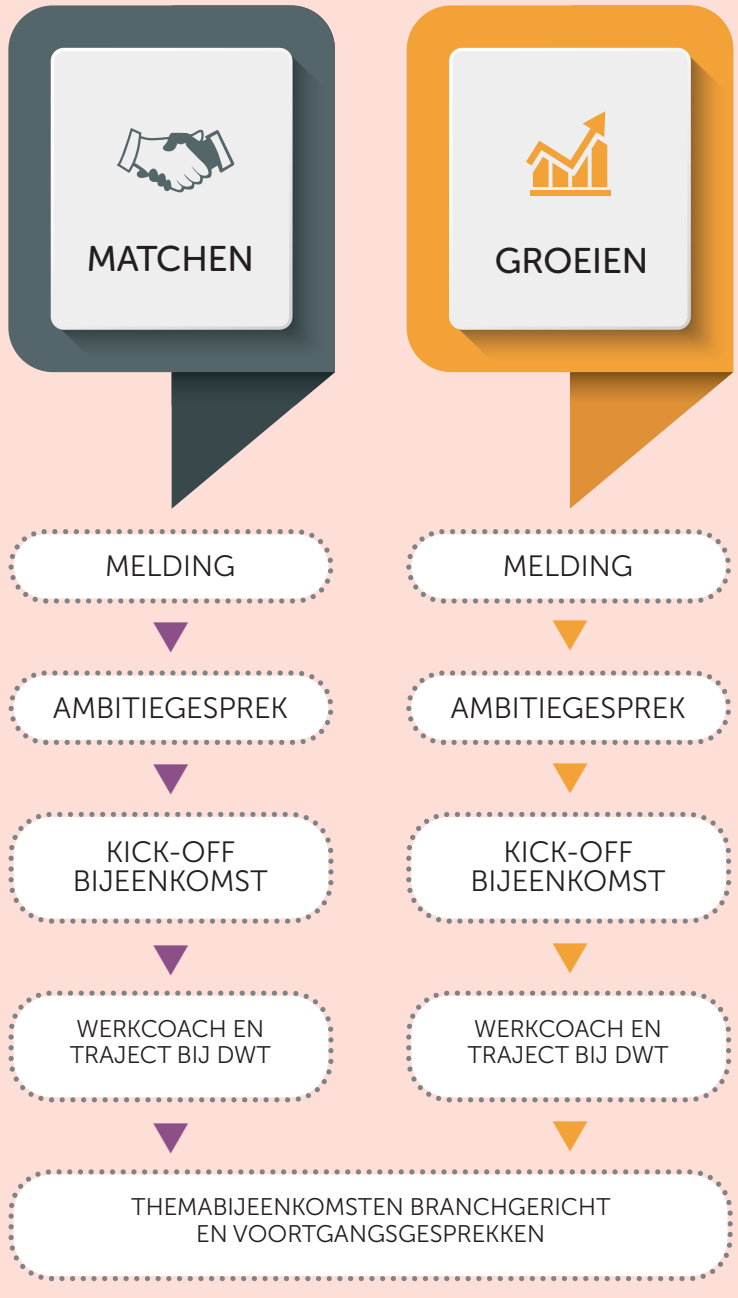 MATCHEN
GROEIEN
MELDING
MELDING
AMBITIEGESPREK
AMBITIEGESPREK
KICK-OFF
BIJEENKOMST
KICK-OFF
BIJEENKOMST
WERKCOACH EN
TRAJECT BIJ DWT
WERKCOACH EN
TRAJECT BIJ DWT
THEMABIJEENKOMSTEN BRANCHGERICHT
EN VOORTGANGSGESPREKKEN